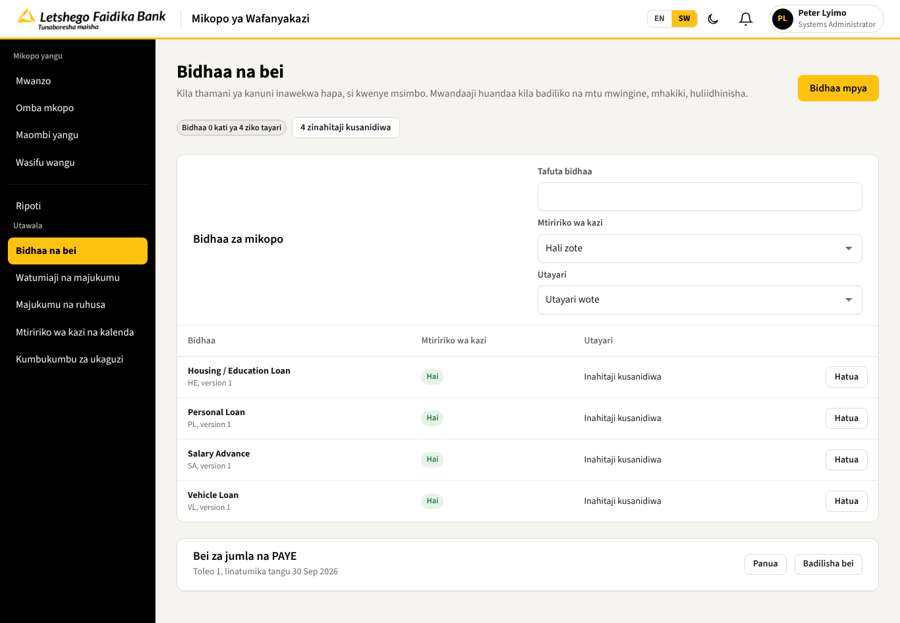 Letshego Faidika Bank
Tunaboresha maisha
Mikopo ya Wafanyakazi
EN
SW
PL
Peter Lyimo
Systems Administrator
Mikopo yangu
Mwanzo
Omba mkopo
Maombi yangu
Wasifu wangu
Ripoti
Utawala
Bidhaa na bei
Watumiaji na majukumu
Majukumu na ruhusa
Mtiririko wa kazi na kalenda
Kumbukumbu za ukaguzi
Bidhaa na bei
Kila thamani ya kanuni inawekwa hapa, si kwenye msimbo. Mwandaaji huandaa kila badiliko na mtu mwingine, mhakiki, huliidhinisha.
Bidhaa mpya
Bidhaa 0 kati ya 4 ziko tayari
4 zinahitaji kusanidiwa
Bidhaa za mikopo
Tafuta bidhaa
Mtiririko wa kazi
Hali zote
Utayari
Utayari wote
Bidhaa Mtiririko wa kazi Utayari
Housing / Education Loan
HE, version 1
Hai
Inahitaji kusanidiwa
Hatua
Personal Loan
PL, version 1
Hai
Inahitaji kusanidiwa
Hatua
Salary Advance
SA, version 1
Hai
Inahitaji kusanidiwa
Hatua
Vehicle Loan
VL, version 1
Hai
Inahitaji kusanidiwa
Hatua
Bei za jumla na PAYE
Toleo 1, linatumika tangu 30 Sep 2026
Panua
Badilisha bei